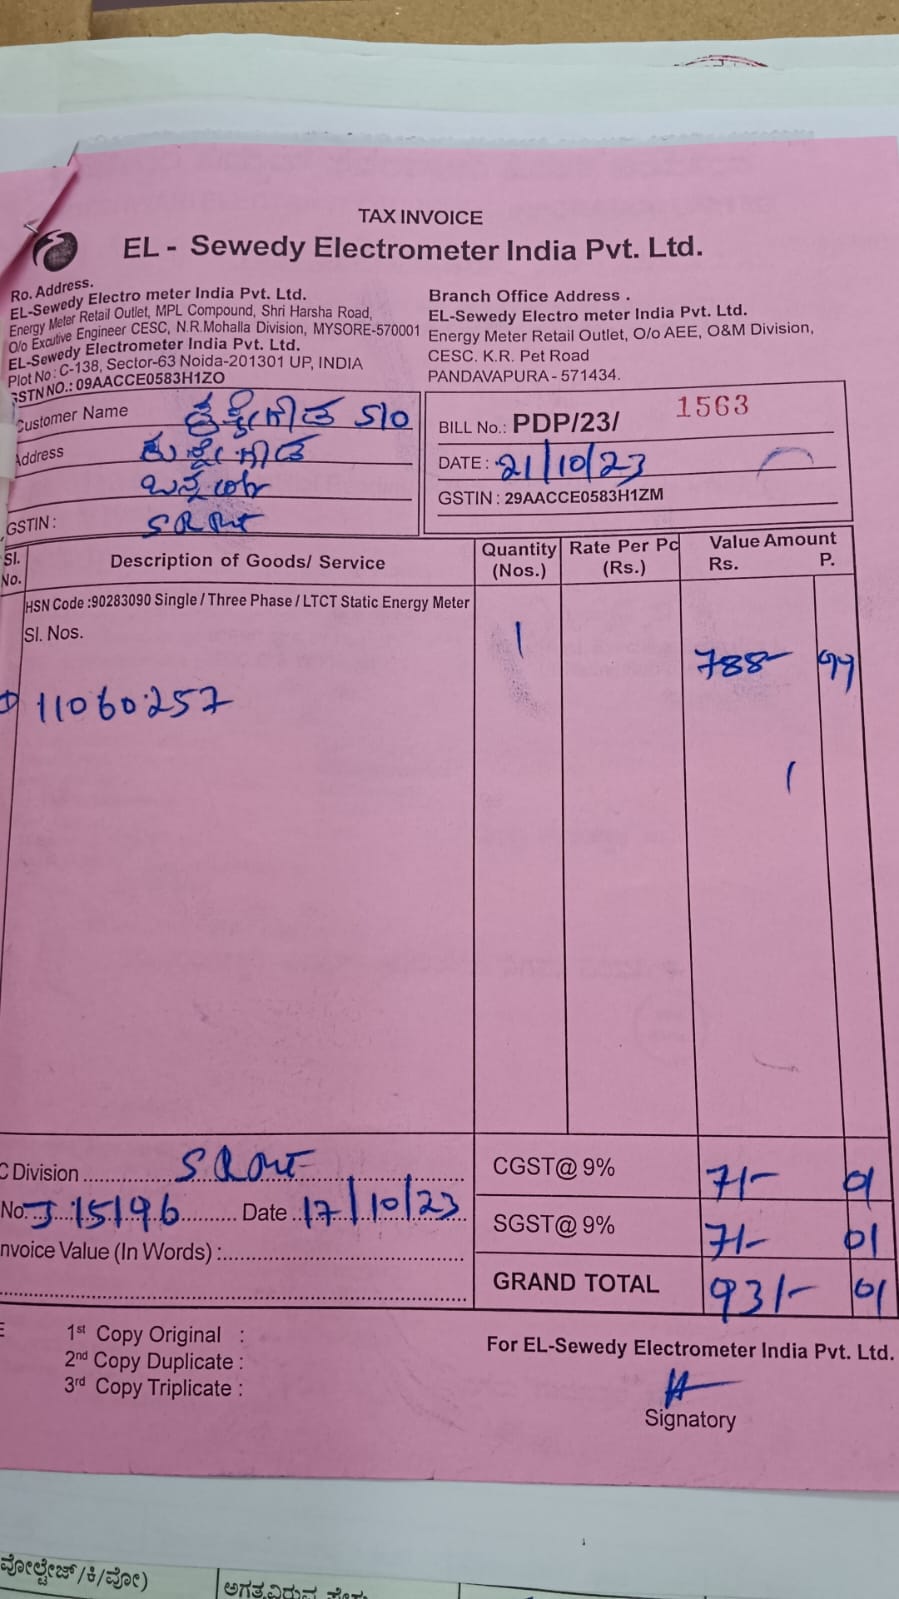 TAX INVOICE
EL - Sewedy Electrometer India Pvt. Ltd.
Ro. Address.
EL-Sewedy Electro meter India Pvt. Ltd.
Energy Meter Retail Outlet, MPL Compound, Shri Harsha Road,
O/o Excutive Engineer CESC, N.R.Mohalla Division, MYSORE-570001
EL-Sewedy Electrometer India Pvt. Ltd.
Plot No : C-138, Sector-63 Noida-201301 UP, INDIA
GSTN NO.: 09AACCE0583H1ZO
Branch Office Address .
EL-Sewedy Electro meter India Pvt. Ltd.
Energy Meter Retail Outlet, O/o AEE, O&M Division,
CESC. K.R. Pet Road
PANDAVAPURA - 571434.
Customer Name S/O
Address
GSTIN :
BILL No.: PDP/23/ 1563
DATE : 21/10/23
GSTIN : 29AACCE0583H1ZM
Sl. No. Description of Goods/ Service Quantity (Nos.) Rate Per Pc (Rs.) Value Amount Rs. P.
HSN Code :90283090 Single / Three Phase / LTCT Static Energy Meter
Sl. Nos. 1 788-
11060257
C Division
No. J 15196 Date 17/10/23
nvoice Value (In Words) :
CGST@ 9% 71/- 01
SGST@ 9% 71/- 01
GRAND TOTAL 931/- 01
1st Copy Original :
2nd Copy Duplicate :
3rd Copy Triplicate :
For EL-Sewedy Electrometer India Pvt. Ltd.
Signatory
ವೋಲ್ಟೇಜ್/ಕಿ/ವೋ)